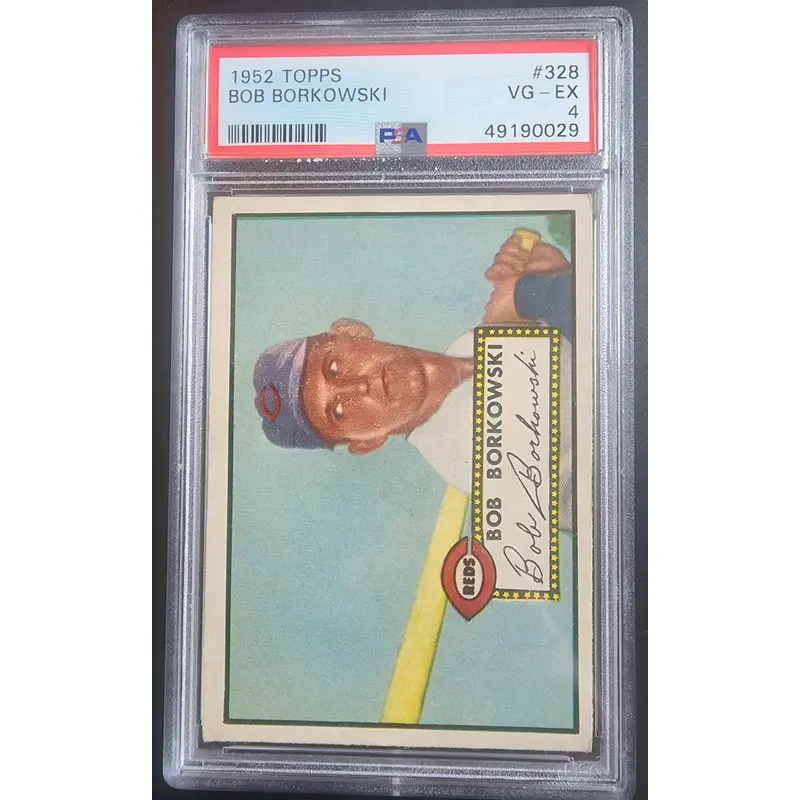 1952 TOPPS #328
BOB BORKOWSKI VG-EX
4
PSA 49190029
C
REDS
BOB BORKOWSKI
Bob Borkowski